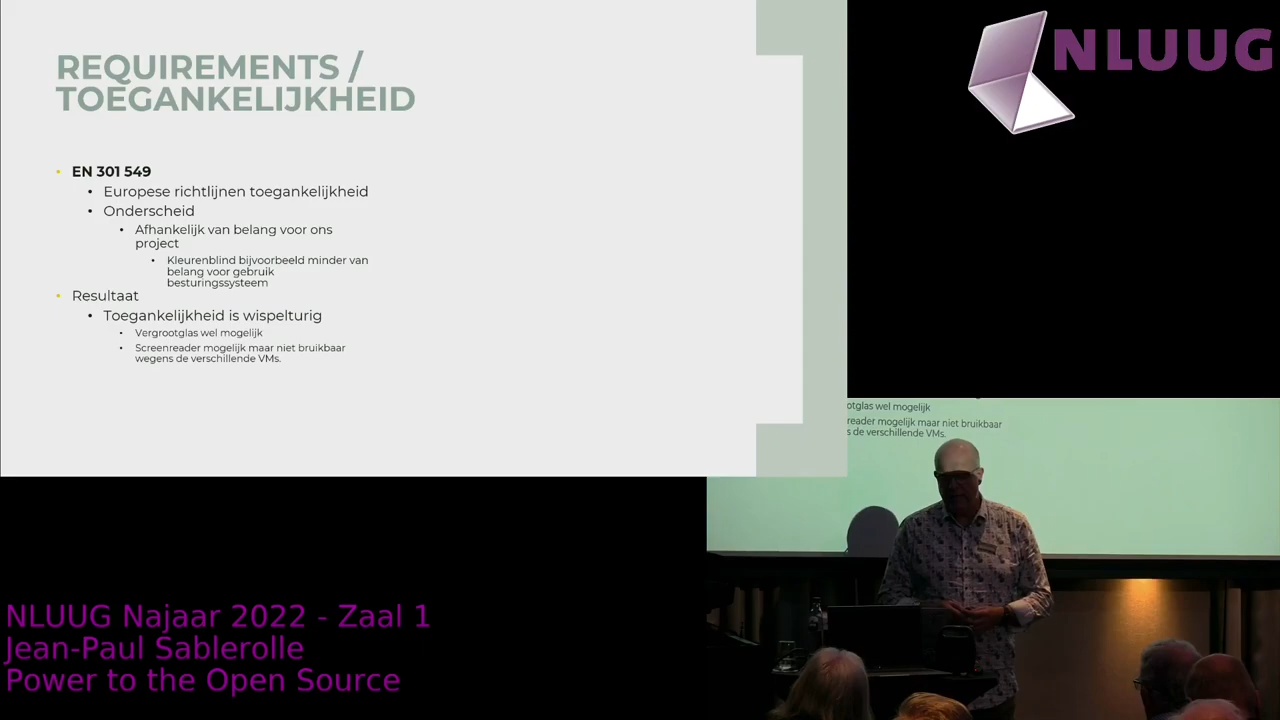 REQUIREMENTS /
TOEGANKELIJKHEID
• EN 301 549
• Europese richtlijnen toegankelijkheid
• Onderscheid
• Afhankelijk van belang voor ons
project
• Kleurenblind bijvoorbeeld minder van
belang voor gebruik
besturingssysteem
• Resultaat
• Toegankelijkheid is wispelturig
• Vergrootglas wel mogelijk
• Screenreader mogelijk maar niet bruikbaar
wegens de verschillende VMs.
NLUUG
otglas wel mogelijk
reader mogelijk maar niet bruikbaar
s de verschillende VMs.
NLUUG Najaar 2022 - Zaal 1
Jean-Paul Sablerolle
Power to the Open Source